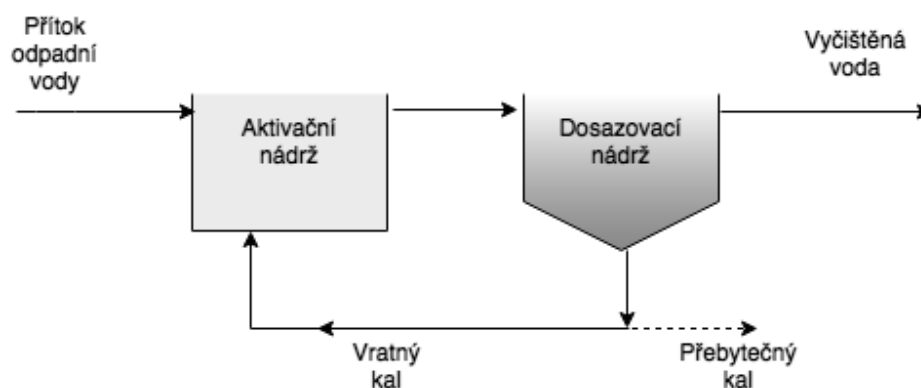 Přítok
odpadní
vody
Vyčištěná
voda
Aktivační
nádrž
Dosazovací
nádrž
Vratný
kal
Přebytečný
kal